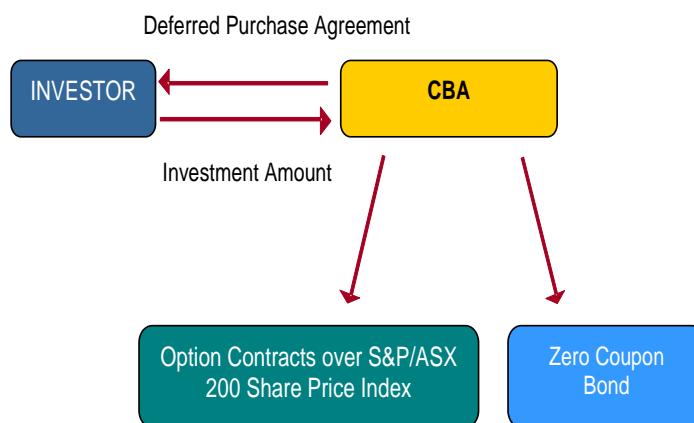 Deferred Purchase Agreement
INVESTOR
CBA
Investment Amount
Option Contracts over S&P/ASX
200 Share Price Index
Zero Coupon
Bond